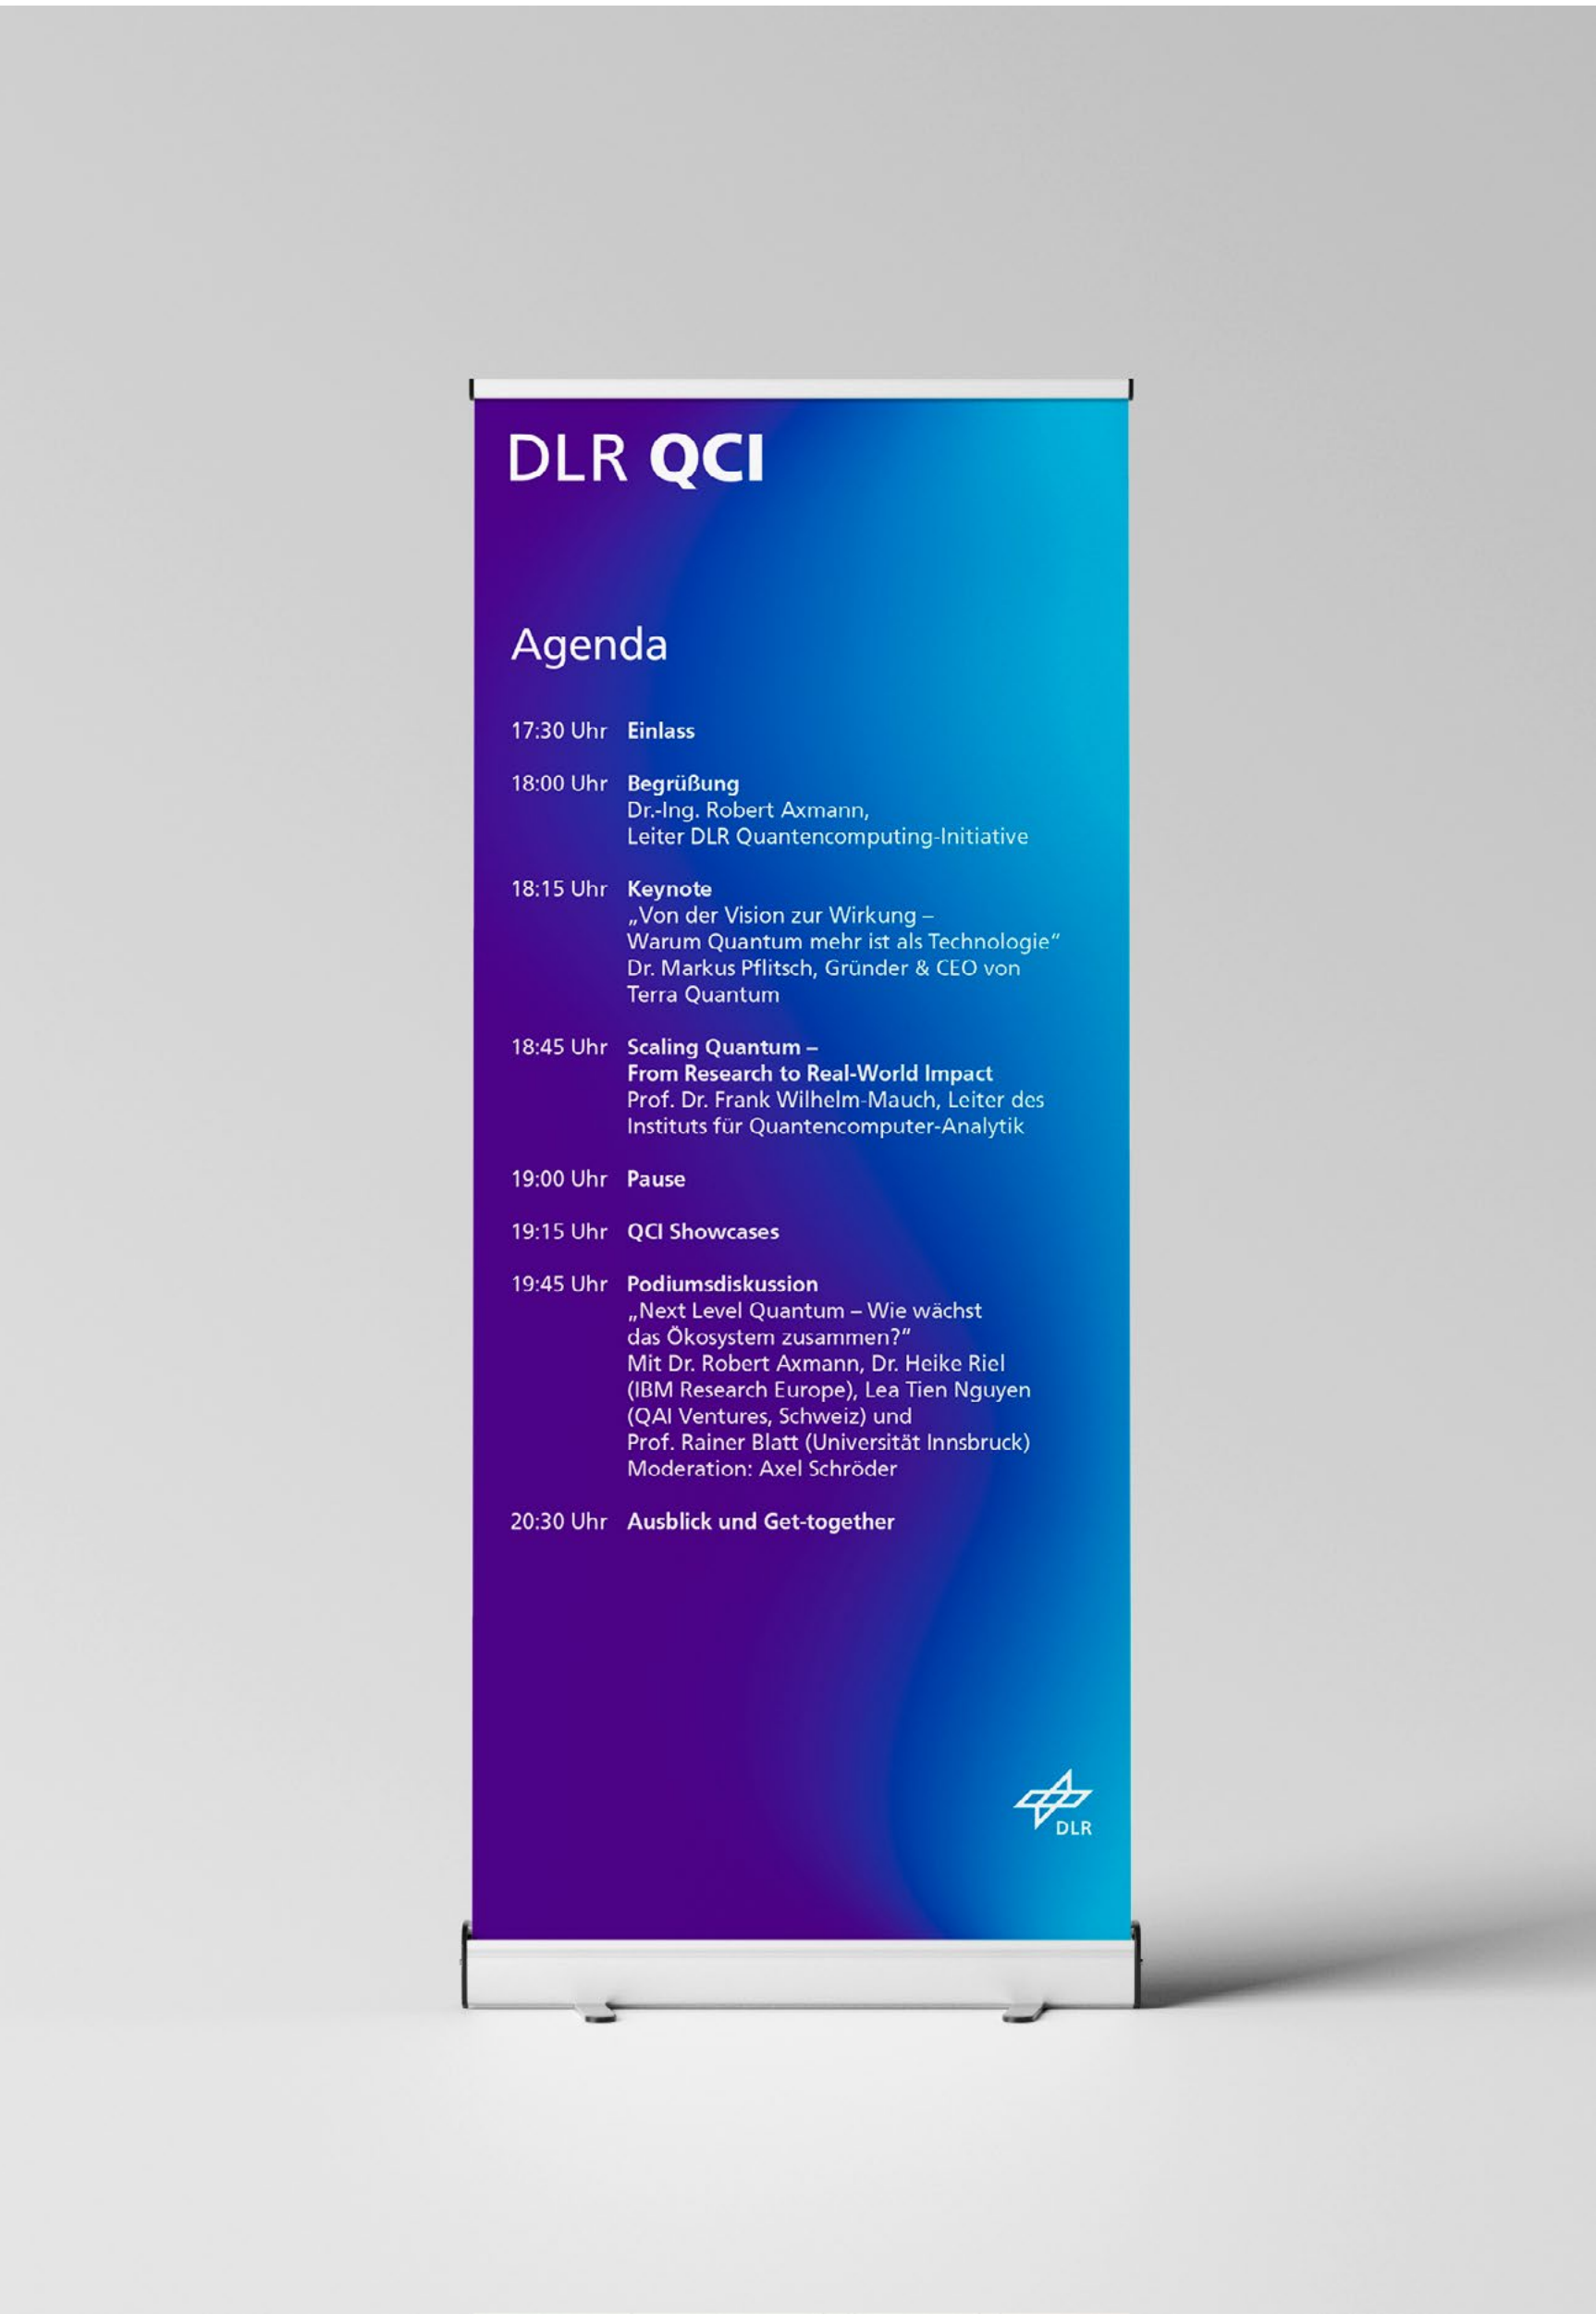 DLR QCI
Agenda
17:30 Uhr Einlass
18:00 Uhr Begrüßung
Dr.-Ing. Robert Axmann,
Leiter DLR Quantencomputing-Initiative
18:15 Uhr Keynote
„Von der Vision zur Wirkung –
Warum Quantum mehr ist als Technologie“
Dr. Markus Pflitsch, Gründer & CEO von
Terra Quantum
18:45 Uhr Scaling Quantum –
From Research to Real-World Impact
Prof. Dr. Frank Wilhelm-Mauch, Leiter des
Instituts für Quantencomputer-Analytik
19:00 Uhr Pause
19:15 Uhr QCI Showcases
19:45 Uhr Podiumsdiskussion
„Next Level Quantum – Wie wächst
das Ökosystem zusammen?“
Mit Dr. Robert Axmann, Dr. Heike Riel
(IBM Research Europe), Lea Tien Nguyen
(QAI Ventures, Schweiz) und
Prof. Rainer Blatt (Universität Innsbruck)
Moderation: Axel Schröder
20:30 Uhr Ausblick und Get-together
DLR